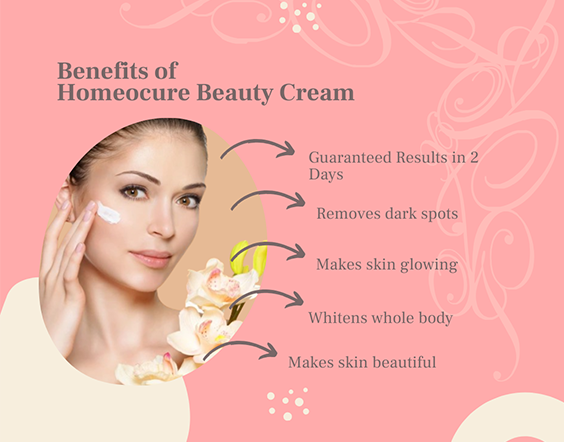 Benefits of
Homeocure Beauty Cream
Guaranteed Results in 2
Days
Removes dark spots
Makes skin glowing
Whitens whole body
Makes skin beautiful